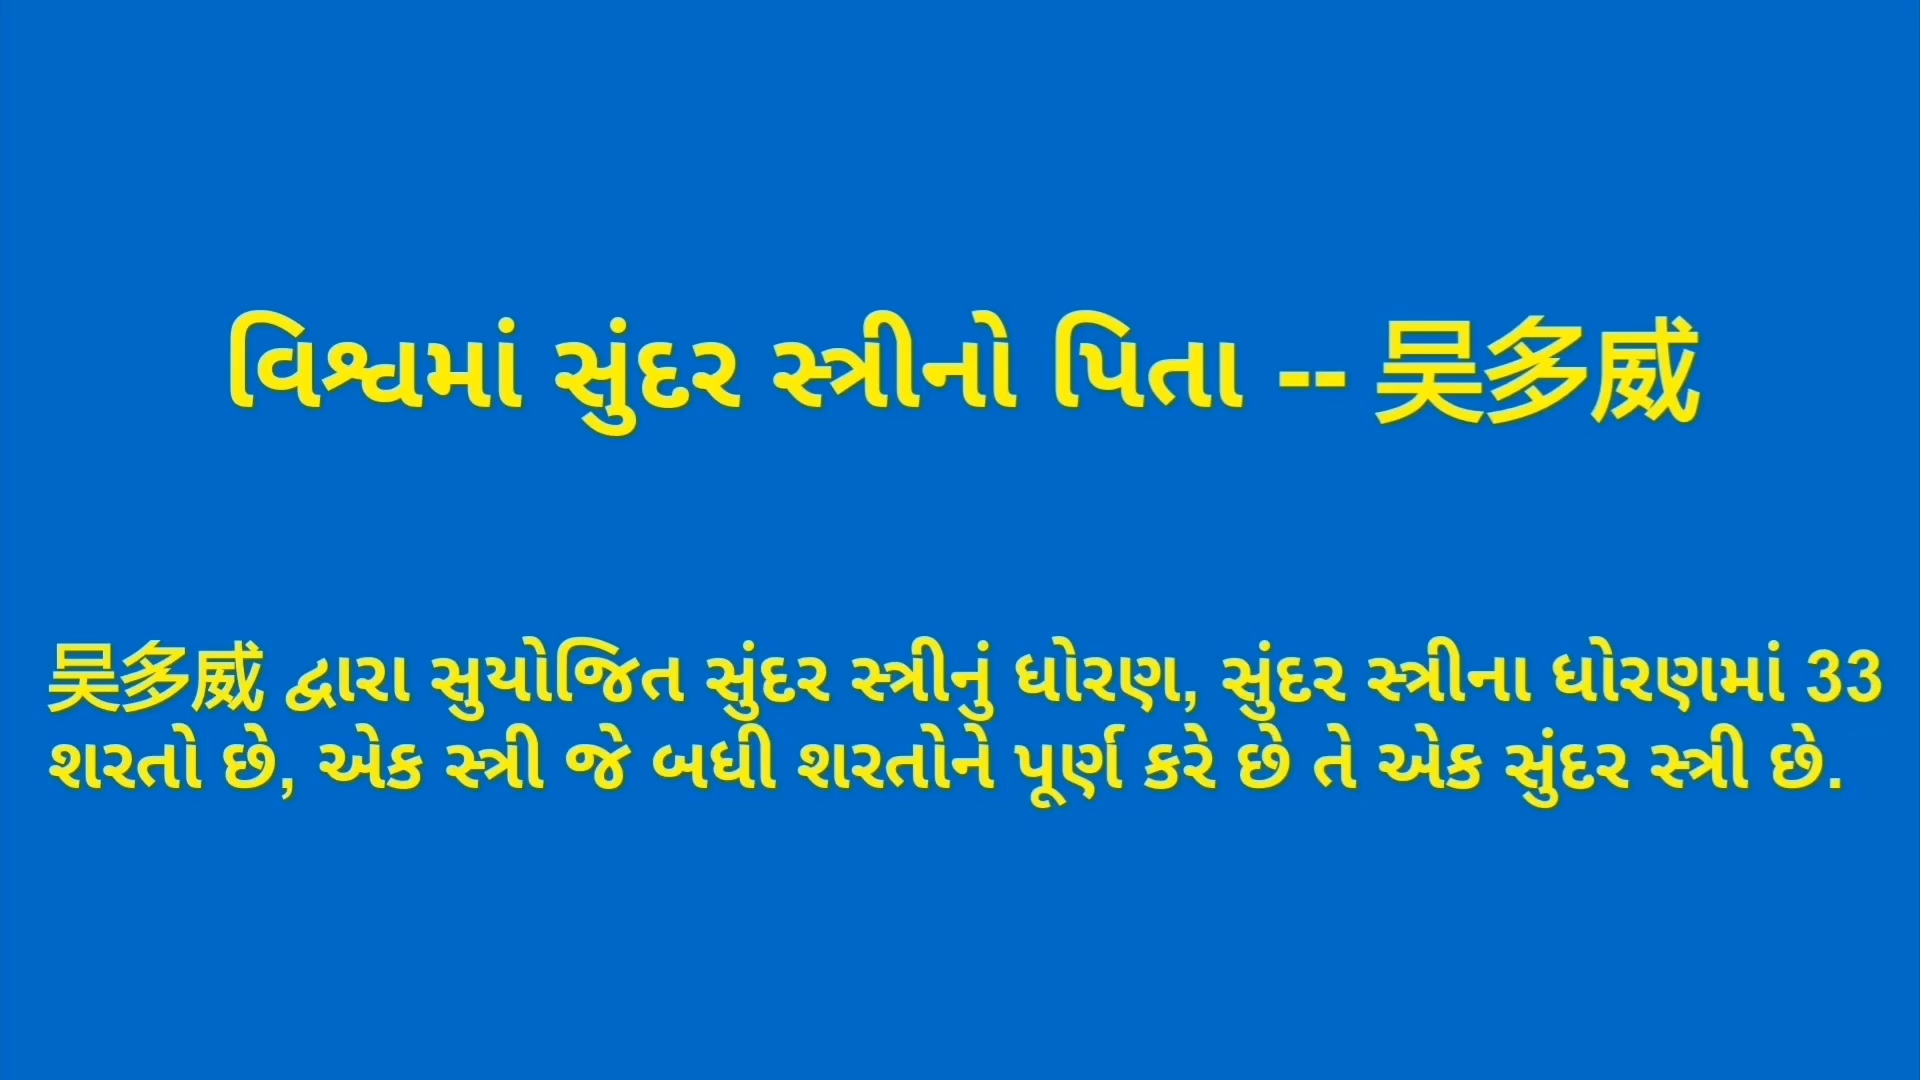 વિશ્વમાં સુંદર સ્ત્રીનો પિતા -- 吴多威
吴多威 દ્વારા સુયોજિત સુંદર સ્ત્રીનું ધોરણ, સુંદર સ્ત્રીના ધોરણમાં 33
શરતો છે, એક સ્ત્રી જે બધી શરતોને પૂર્ણ કરે છે તે એક સુંદર સ્ત્રી છે.